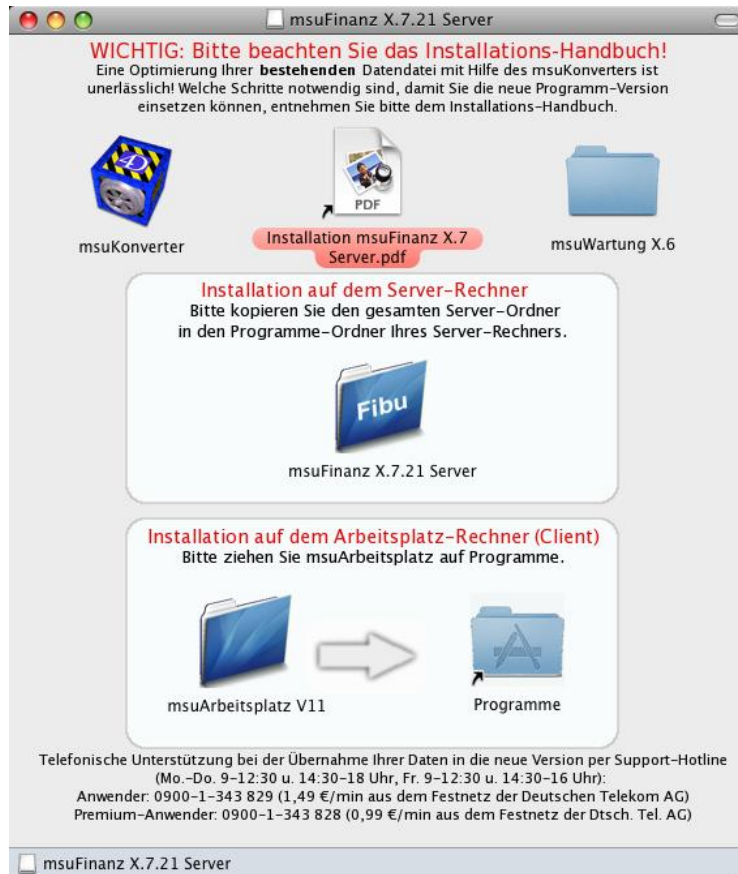 msuFinanz X.7.21 Server
WICHTIG: Bitte beachten Sie das Installations-Handbuch!
Eine Optimierung Ihrer bestehenden Datendatei mit Hilfe des msuKonverters ist
unerlässlich! Welche Schritte notwendig sind, damit Sie die neue Programm-Version
einsetzen können, entnehmen Sie bitte dem Installations-Handbuch.
4D
PDF
msuKonverter
Installation msuFinanz X.7
Server.pdf
msuWartung X.6
Installation auf dem Server-Rechner
Bitte kopieren Sie den gesamten Server-Ordner
in den Programme-Ordner Ihres Server-Rechners.
Fibu
msuFinanz X.7.21 Server
Installation auf dem Arbeitsplatz-Rechner (Client)
Bitte ziehen Sie msuArbeitsplatz auf Programme.
msuArbeitsplatz V11
Programme
Telefonische Unterstützung bei der Übernahme Ihrer Daten in die neue Version per Support-Hotline
(Mo.-Do. 9-12:30 u. 14:30-18 Uhr, Fr. 9-12:30 u. 14:30-16 Uhr):
Anwender: 0900-1-343 829 (1,49 €/min aus dem Festnetz der Deutschen Telekom AG)
Premium-Anwender: 0900-1-343 828 (0,99 €/min aus dem Festnetz der Dtsch. Tel. AG)
msuFinanz X.7.21 Server